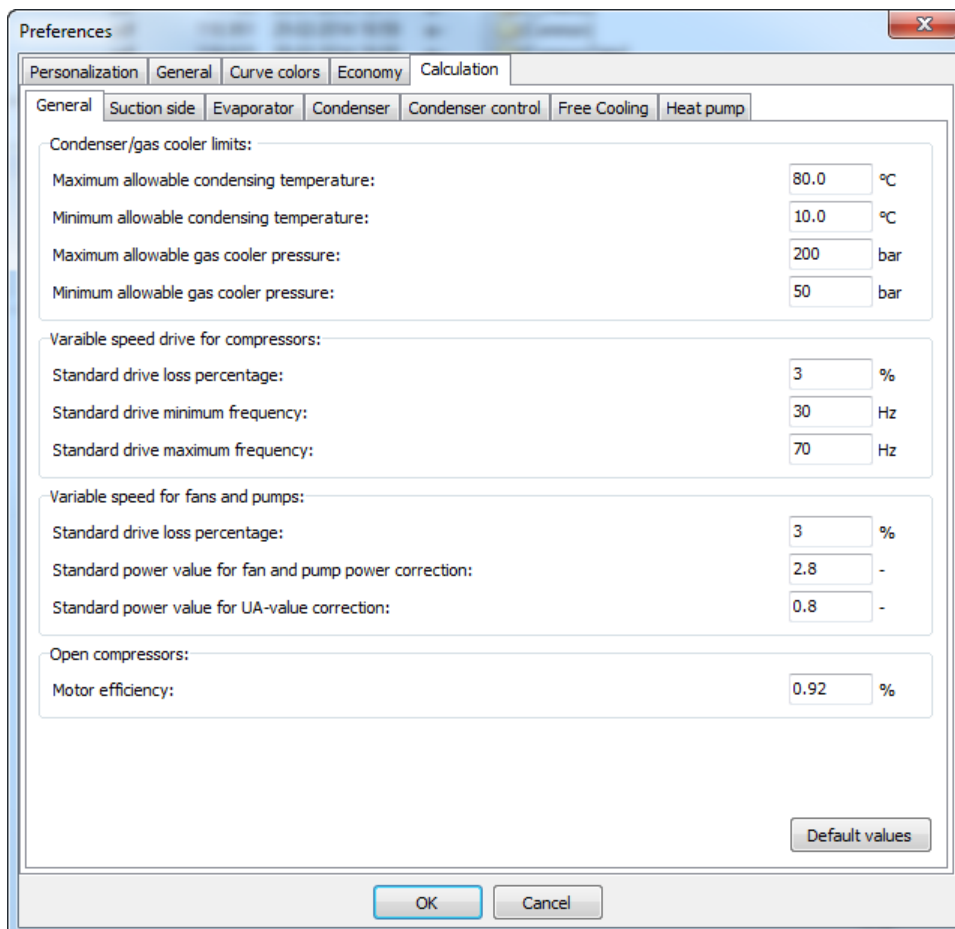 Preferences
Personalization General Curve colors Economy Calculation
General Suction side Evaporator Condenser Condenser control Free Cooling Heat pump
Condenser/gas cooler limits:
Maximum allowable condensing temperature: 80.0 °C
Minimum allowable condensing temperature: 10.0 °C
Maximum allowable gas cooler pressure: 200 bar
Minimum allowable gas cooler pressure: 50 bar
Varaible speed drive for compressors:
Standard drive loss percentage: 3 %
Standard drive minimum frequency: 30 Hz
Standard drive maximum frequency: 70 Hz
Variable speed for fans and pumps:
Standard drive loss percentage: 3 %
Standard power value for fan and pump power correction: 2.8 -
Standard power value for UA-value correction: 0.8 -
Open compressors:
Motor efficiency: 0.92 %
Default values
OK Cancel